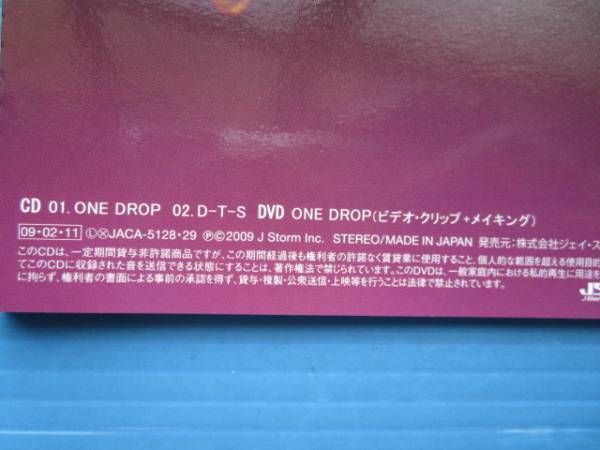 CD 01. ONE DROP 02. D-T-S DVD ONE DROP(ビデオ・クリップ+メイキング)
09・02・11 ⓁⓍJACA-5128・29 ⓅⒸ2009 J Storm Inc. STEREO/MADE IN JAPAN 発売元:株式会社ジェイ・ス
このCDは、一定期間貸与非許諾商品ですが、この期間経過後も権利者の許諾なく賃貸業に使用すること、個人的な範囲を超える使用目的
てこのCDに収録された音を送信できる状態にすることは、著作権法で禁じられています。このDVDは、一般家庭内における私的再生に用途を
に拘らず、権利者の書面による事前の承認を得ず、貸与・複製・公衆送信・上映等を行うことは法律で禁止されています。
JS